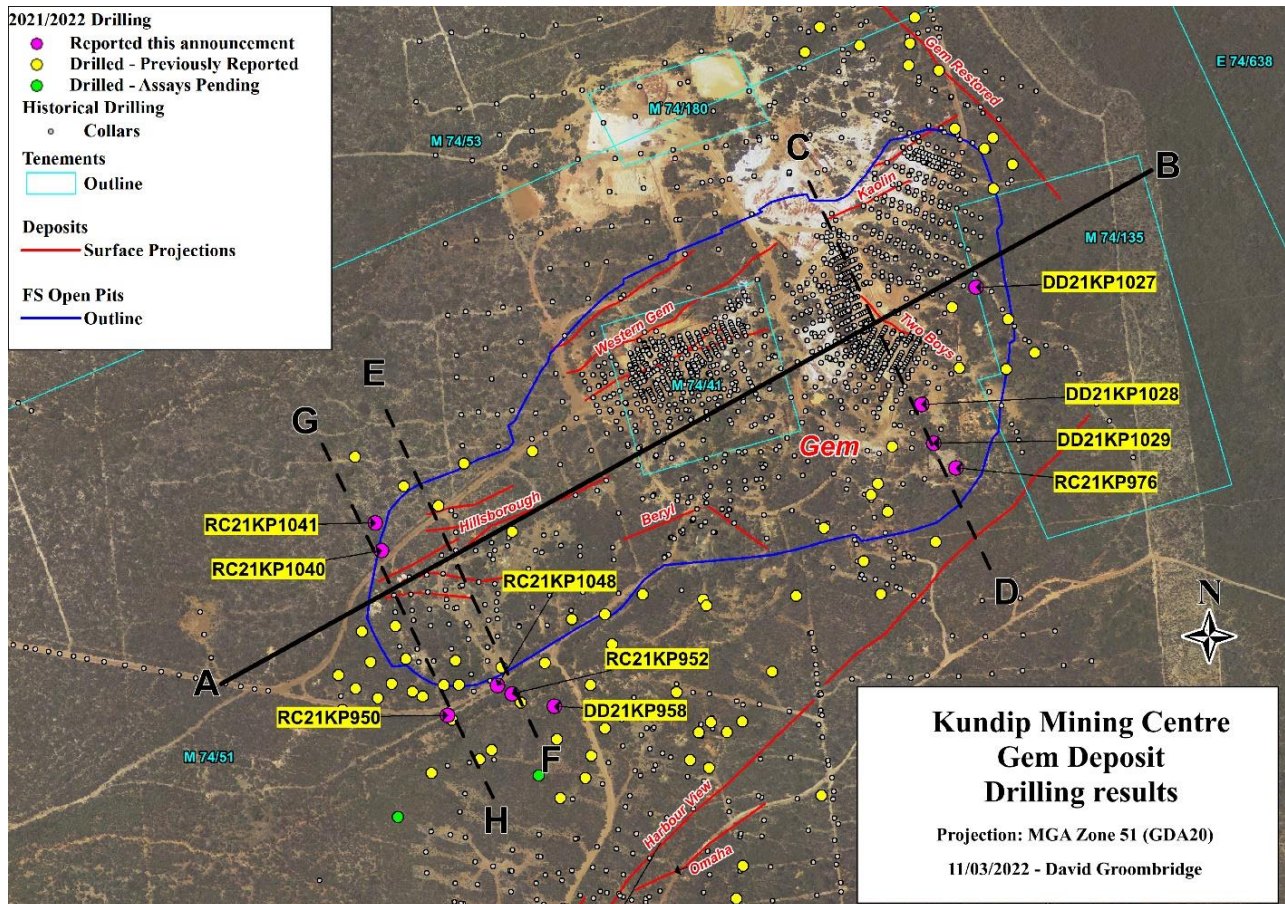 2021/2022 Drilling
Reported this announcement
Drilled - Previously Reported
Drilled - Assays Pending
Historical Drilling
Collars
Tenements
Outline
Deposits
Surface Projections
FS Open Pits
Outline
Gem Restored
E 74/638
M 74/180
M 74/53
C
B
Kaolin
M 74/135
DD21KP1027
Western Gem
Two Boys
E
M 74/41
G
DD21KP1028
Gem
DD21KP1029
RC21KP976
Hillsborough
Beryl
RC21KP1041
RC21KP1040
RC21KP1048
D
N
RC21KP952
A
DD21KP958
RC21KP950
M 74/51
F
H
Harbour View
Omaha
Kundip Mining Centre
Gem Deposit
Drilling results
Projection: MGA Zone 51 (GDA20)
11/03/2022 - David Groombridge